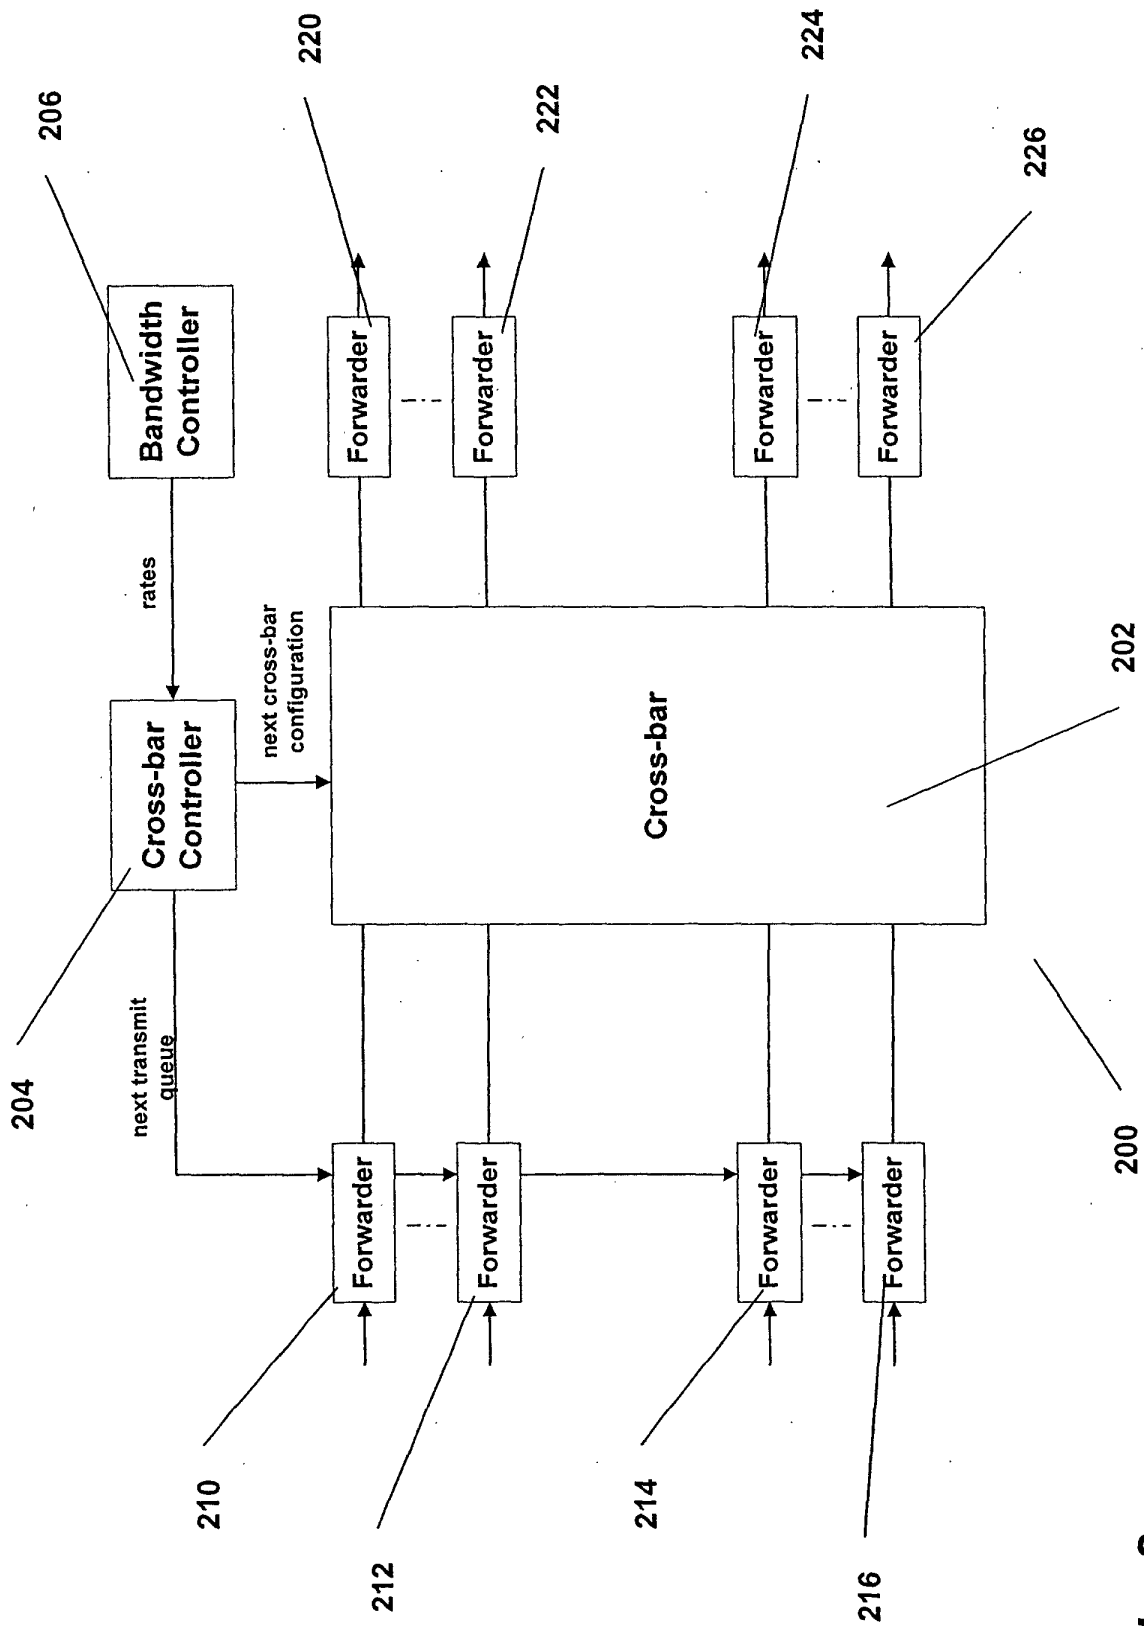 204
206
Cross-bar
Controller
Bandwidth
Controller
next transmit
queue
rates
next cross-bar
configuration
210
220
Forwarder
Forwarder
212
222
Forwarder
Forwarder
Cross-bar
214
224
Forwarder
Forwarder
216
226
Forwarder
Forwarder
202
200